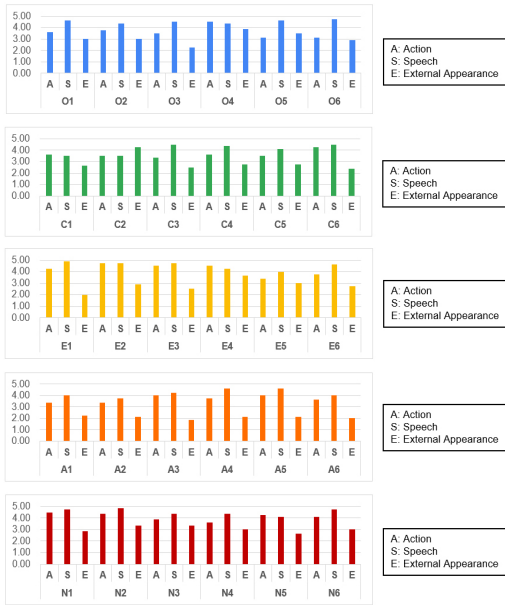 5.00
4.00
3.00
2.00
1.00
0.00
A S E A S E A S E A S E A S E A S E
O1 O2 O3 O4 O5 O6
A: Action
S: Speech
E: External Appearance
5.00
4.00
3.00
2.00
1.00
0.00
A S E A S E A S E A S E A S E A S E
C1 C2 C3 C4 C5 C6
A: Action
S: Speech
E: External Appearance
5.00
4.00
3.00
2.00
1.00
0.00
A S E A S E A S E A S E A S E A S E
E1 E2 E3 E4 E5 E6
A: Action
S: Speech
E: External Appearance
5.00
4.00
3.00
2.00
1.00
0.00
A S E A S E A S E A S E A S E A S E
A1 A2 A3 A4 A5 A6
A: Action
S: Speech
E: External Appearance
5.00
4.00
3.00
2.00
1.00
0.00
A S E A S E A S E A S E A S E A S E
N1 N2 N3 N4 N5 N6
A: Action
S: Speech
E: External Appearance